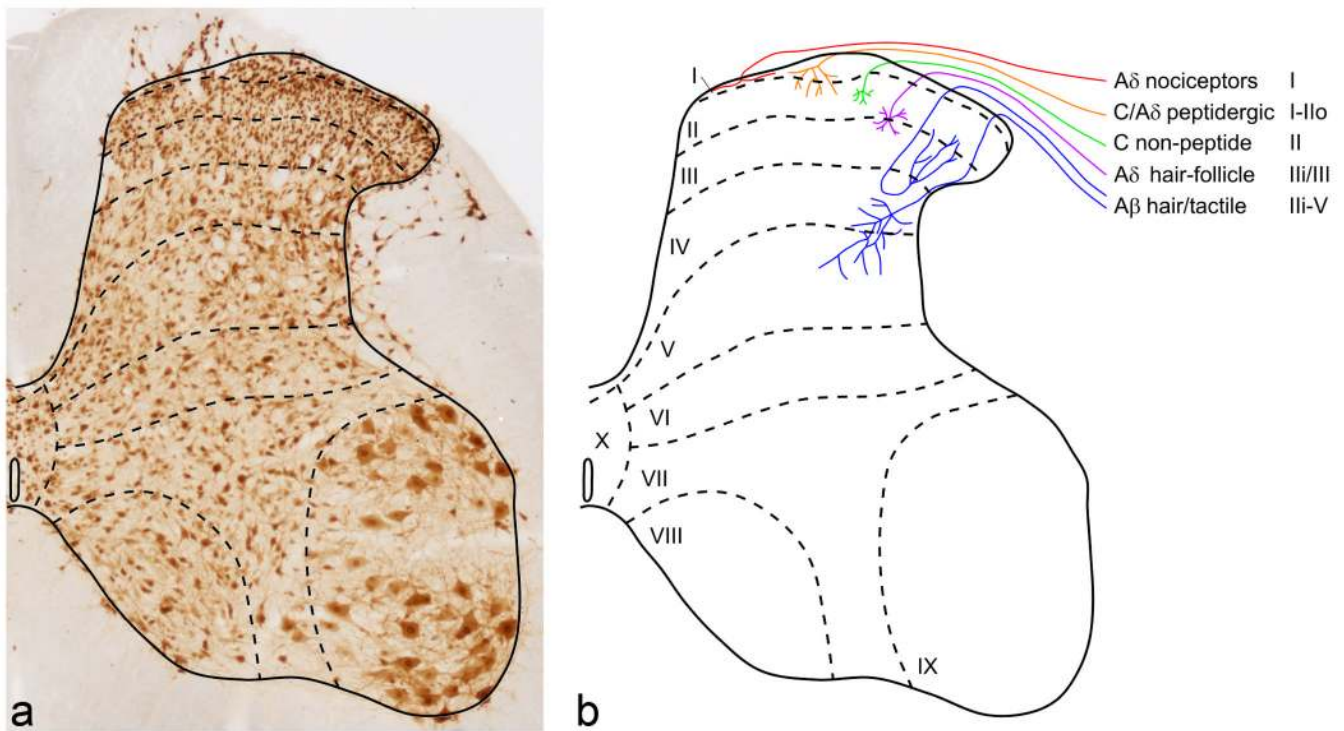 a
I
II
III
IV
V
VI
X
VII
VIII
IX
Aδ nociceptors I
C/Aδ peptidergic I-IIo
C non-peptide II
Aδ hair-follicle IIi/III
Aβ hair/tactile IIi-V
b